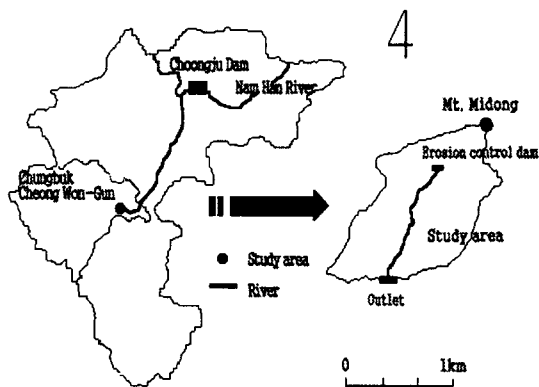 4
Choongju Dam
Nam Han River
Mt. Midong
Erosion control dam
Chungbuk
Cheong Won-Gun
Study area
Study area
River
Outlet
0 1km